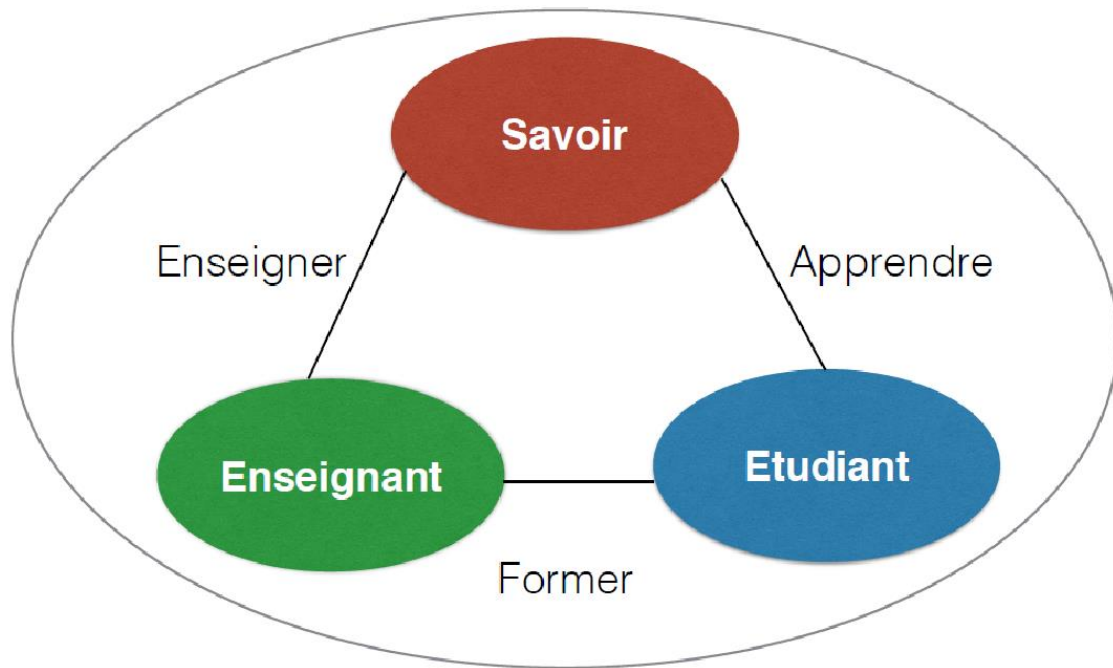 Savoir
Enseigner
Apprendre
Enseignant
Etudiant
Former